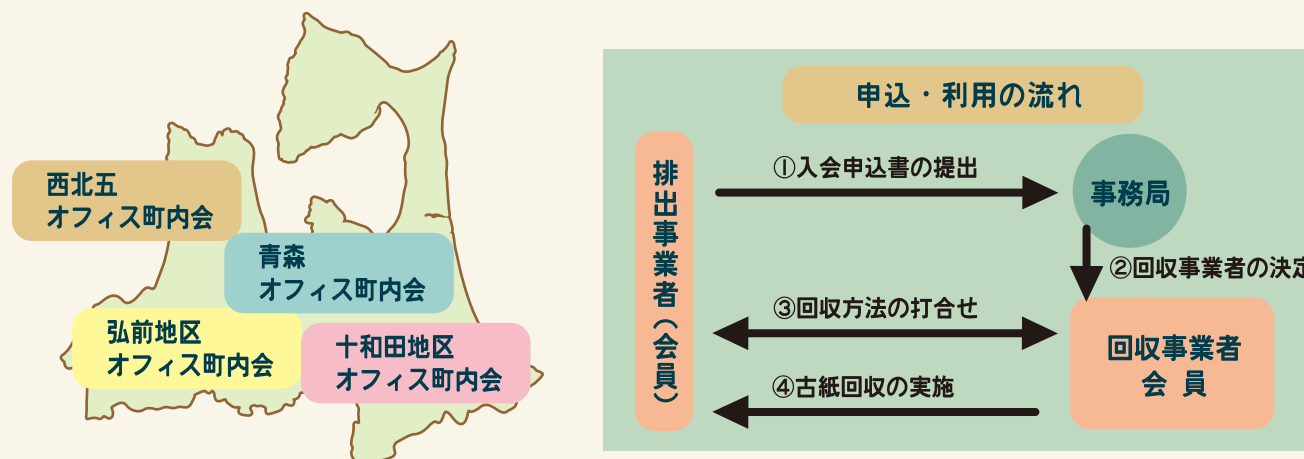 西北五
オフィス町内会
青森
オフィス町内会
弘前地区
オフィス町内会
十和田地区
オフィス町内会
申込・利用の流れ
排出事業者（会員）
①入会申込書の提出
事務局
②回収事業者の決定
③回収方法の打合せ
回収事業者
会員
④古紙回収の実施